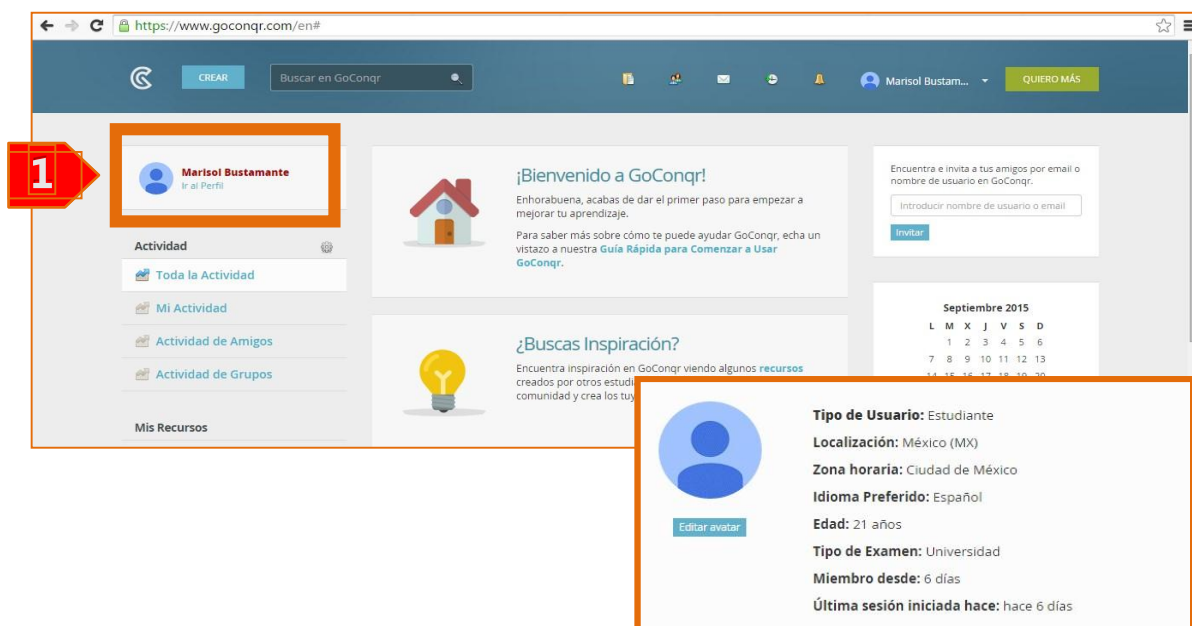 https://www.goconqr.com/en#
CREAR
Buscar en GoConqr
Marisol Bustam...
QUIERO MÁS
1
Marisol Bustamante
Ir al Perfil
Actividad
Toda la Actividad
Mi Actividad
Actividad de Amigos
Actividad de Grupos
Mis Recursos
¡Bienvenido a GoConqr!
Enhorabuena, acabas de dar el primer paso para empezar a
mejorar tu aprendizaje.
Para saber más sobre cómo te puede ayudar GoConqr, echa un
vistazo a nuestra Guía Rápida para Comenzar a Usar
GoConqr.
¿Buscas Inspiración?
Encuentra inspiración en GoConqr viendo algunos recursos
creados por otros
comunidad y crea los
Encuentra e invita a tus amigos por email o
nombre de usuario en GoConqr.
Introducir nombre de usuario o email
Invitar
Septiembre 2015
L M X J V S D
1 2 3 4 5 6
7 8 9 10 11 12 13
14 15 16 17 18 19 20
Editar avatar
Tipo de Usuario: Estudiante
Localización: México (MX)
Zona horaria: Ciudad de México
Idioma Preferido: Español
Edad: 21 años
Tipo de Examen: Universidad
Miembro desde: 6 días
Última sesión iniciada hace: hace 6 días